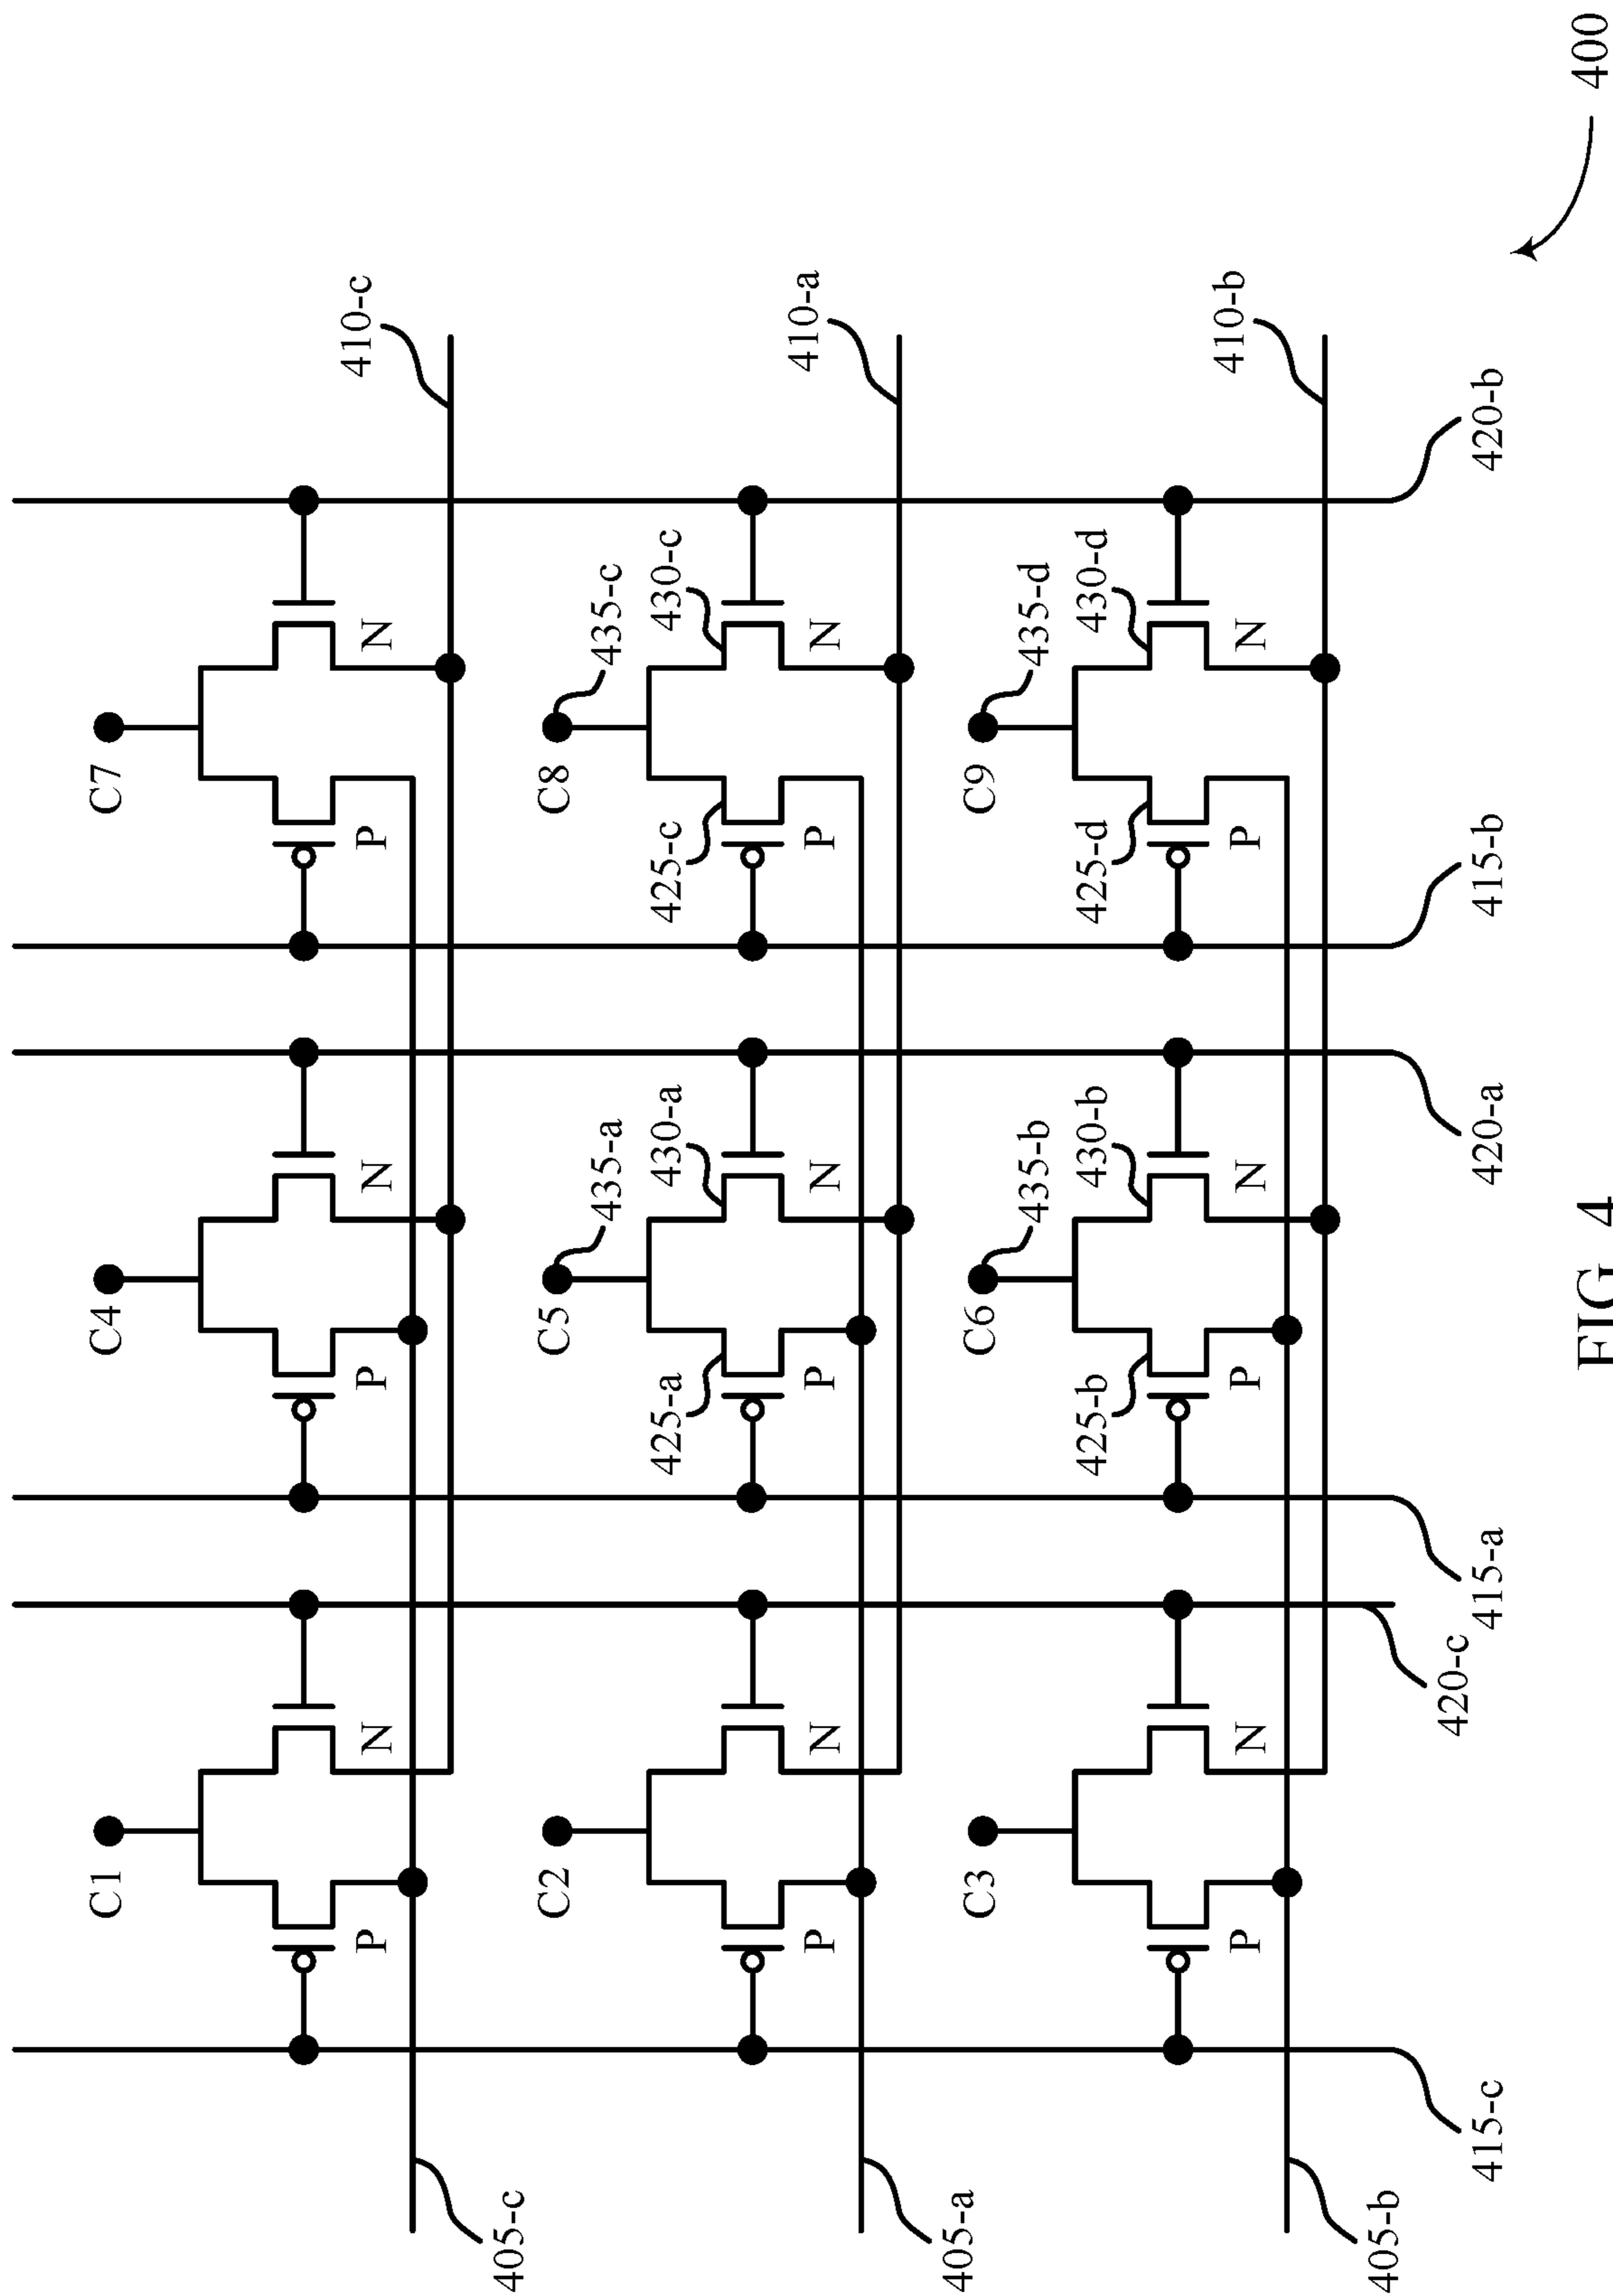 C1 C4 C7
410-c
P N P N P N
405-c
C2 C5 C8
435-a 435-c
425-a 430-a 425-c 430-c
410-a
P N P N P N
405-a
C3 C6 C9
435-b 435-d
425-b 430-b 425-d 430-d
410-b
P N P N P N
405-b
415-c 415-a 420-a 415-b 420-b
420-c
400
FIG. 4